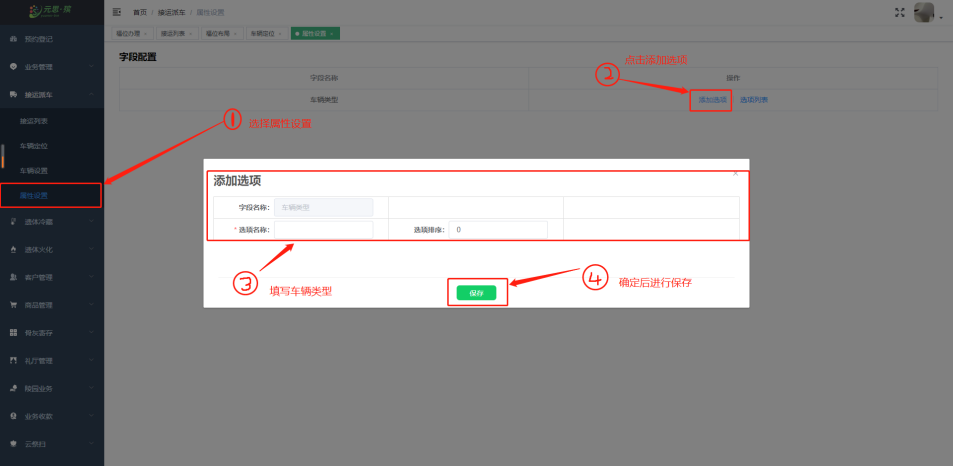 元思·殡
首页 / 接运派车 / 属性设置
预约登记
福位办理 × 接运列表 × 福位布局 × 车辆定位 × 属性设置 ×
业务管理
字段配置
② 点击添加选项
字段名称 操作
接运派车
车辆类型 添加选项 选项列表
① 选择属性设置
接运列表
车辆定位
车辆设置
属性设置
添加选项 ×
字段名称: 车辆类型
* 选项名称: 选项排序: 0
遗体冷藏
遗体火化
客户管理
③ 填写车辆类型
④ 确定后进行保存
保存
商品管理
骨灰寄存
礼厅管理
陵园业务
业务收款
云祭扫